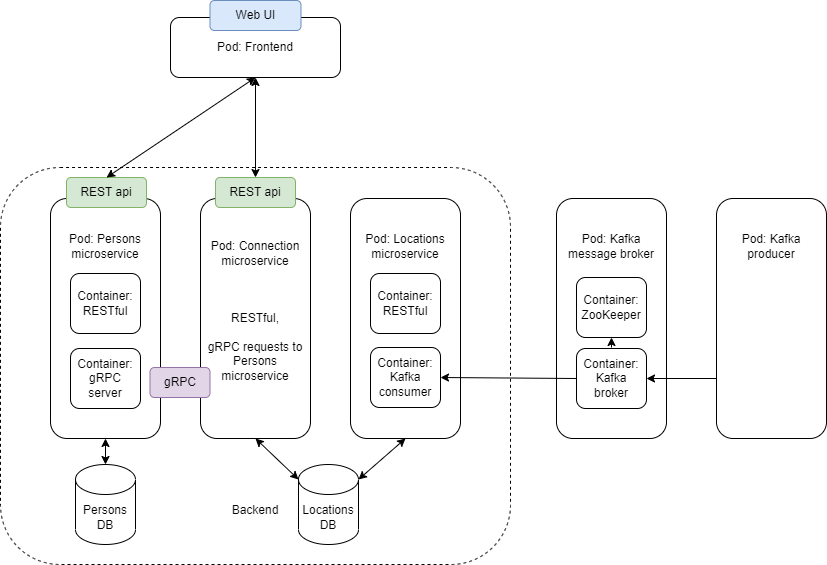 Web UI
Pod: Frontend
REST api
REST api
Pod: Persons
microservice
Container:
RESTful
Container:
gRPC
server
gRPC
Pod: Connection
microservice
RESTful,
gRPC requests to
Persons
microservice
Pod: Locations
microservice
Container:
RESTful
Container:
Kafka
consumer
Pod: Kafka
message broker
Container:
ZooKeeper
Container:
Kafka
broker
Pod: Kafka
producer
Persons
DB
Backend
Locations
DB